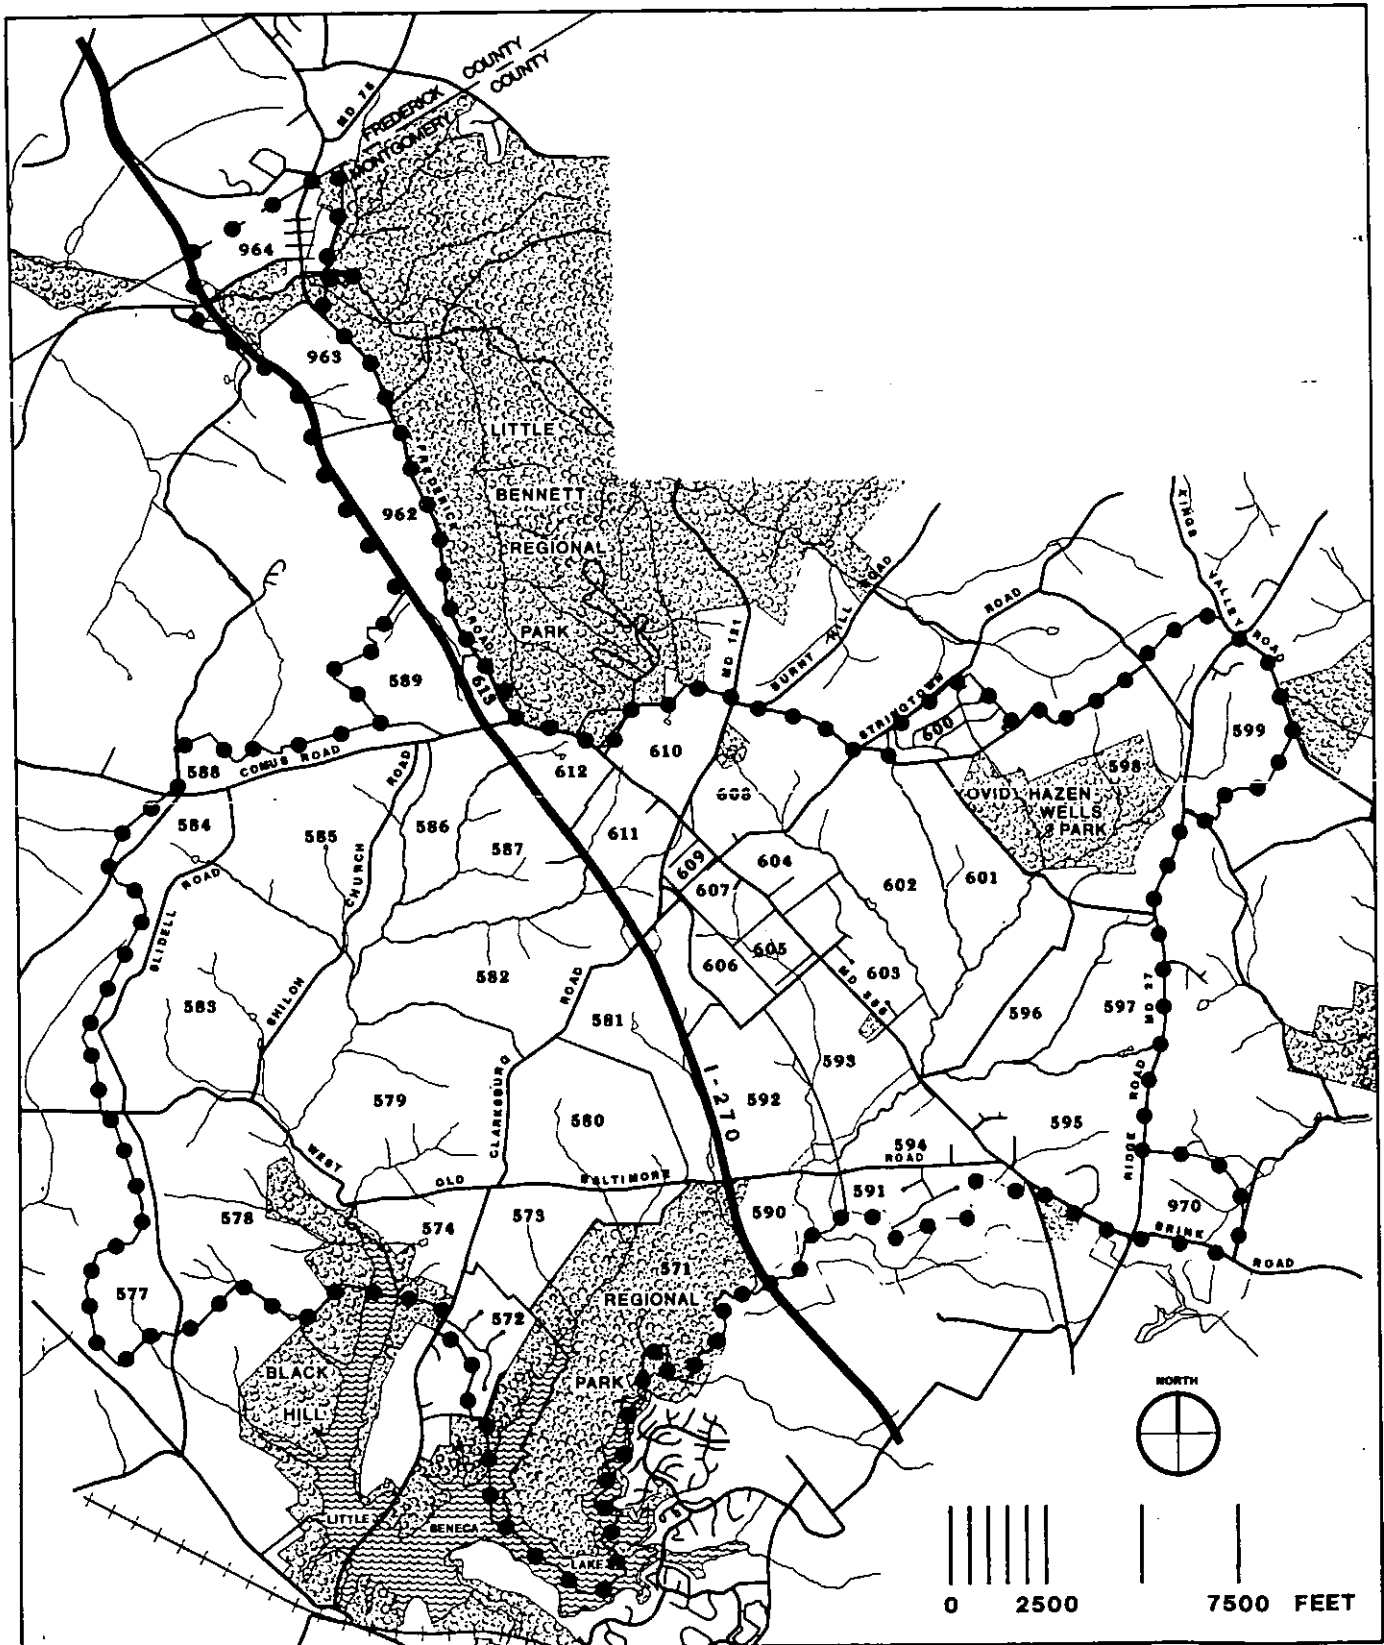 COUNTY
COUNTY
MD 75
FREDERICK
MONTGOMERY
964
963
LITTLE
FREDERICK
BENNETT
962
KINGS
REGIONAL
ROAD
VALLEY
ROAD
PARK
ROAD
MILL
ROAD
MD 121
BURNT
589
STRINGTOWN
600
599
610
COMUS ROAD
588
ROAD
612
598
OVID HAZEN
WELLS
PARK
584
585
586
587
611
608
609
604
607
602
601
ROAD
CHURCH
SLIDELL
605
606
603
582
ROAD
MD 355
583
SHILOH
581
596
597
MD 27
593
CLARKSBURG
579
580
I-270
592
595
ROAD
594
ROAD
RIDGE
WEST
OLD
BALTIMORE
578
574
573
590
591
970
BRINK
ROAD
571
REGIONAL
577
572
BLACK
HILL
PARK
NORTH
LITTLE
SENECA
LAKE
0 2500 7500 FEET